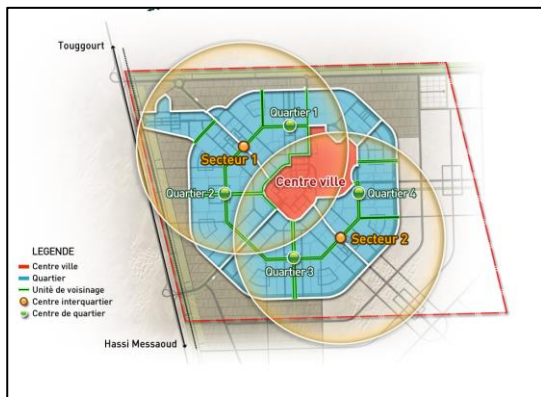 Touggourt
Quartier 1
Secteur 1
Centre ville
Quartier 2
Quartier 4
Secteur 2
Quartier 3
LEGENDE
Centre ville
Quartier
Unité de voisinage
Centre interquartier
Centre de quartier
Hassi Messaoud